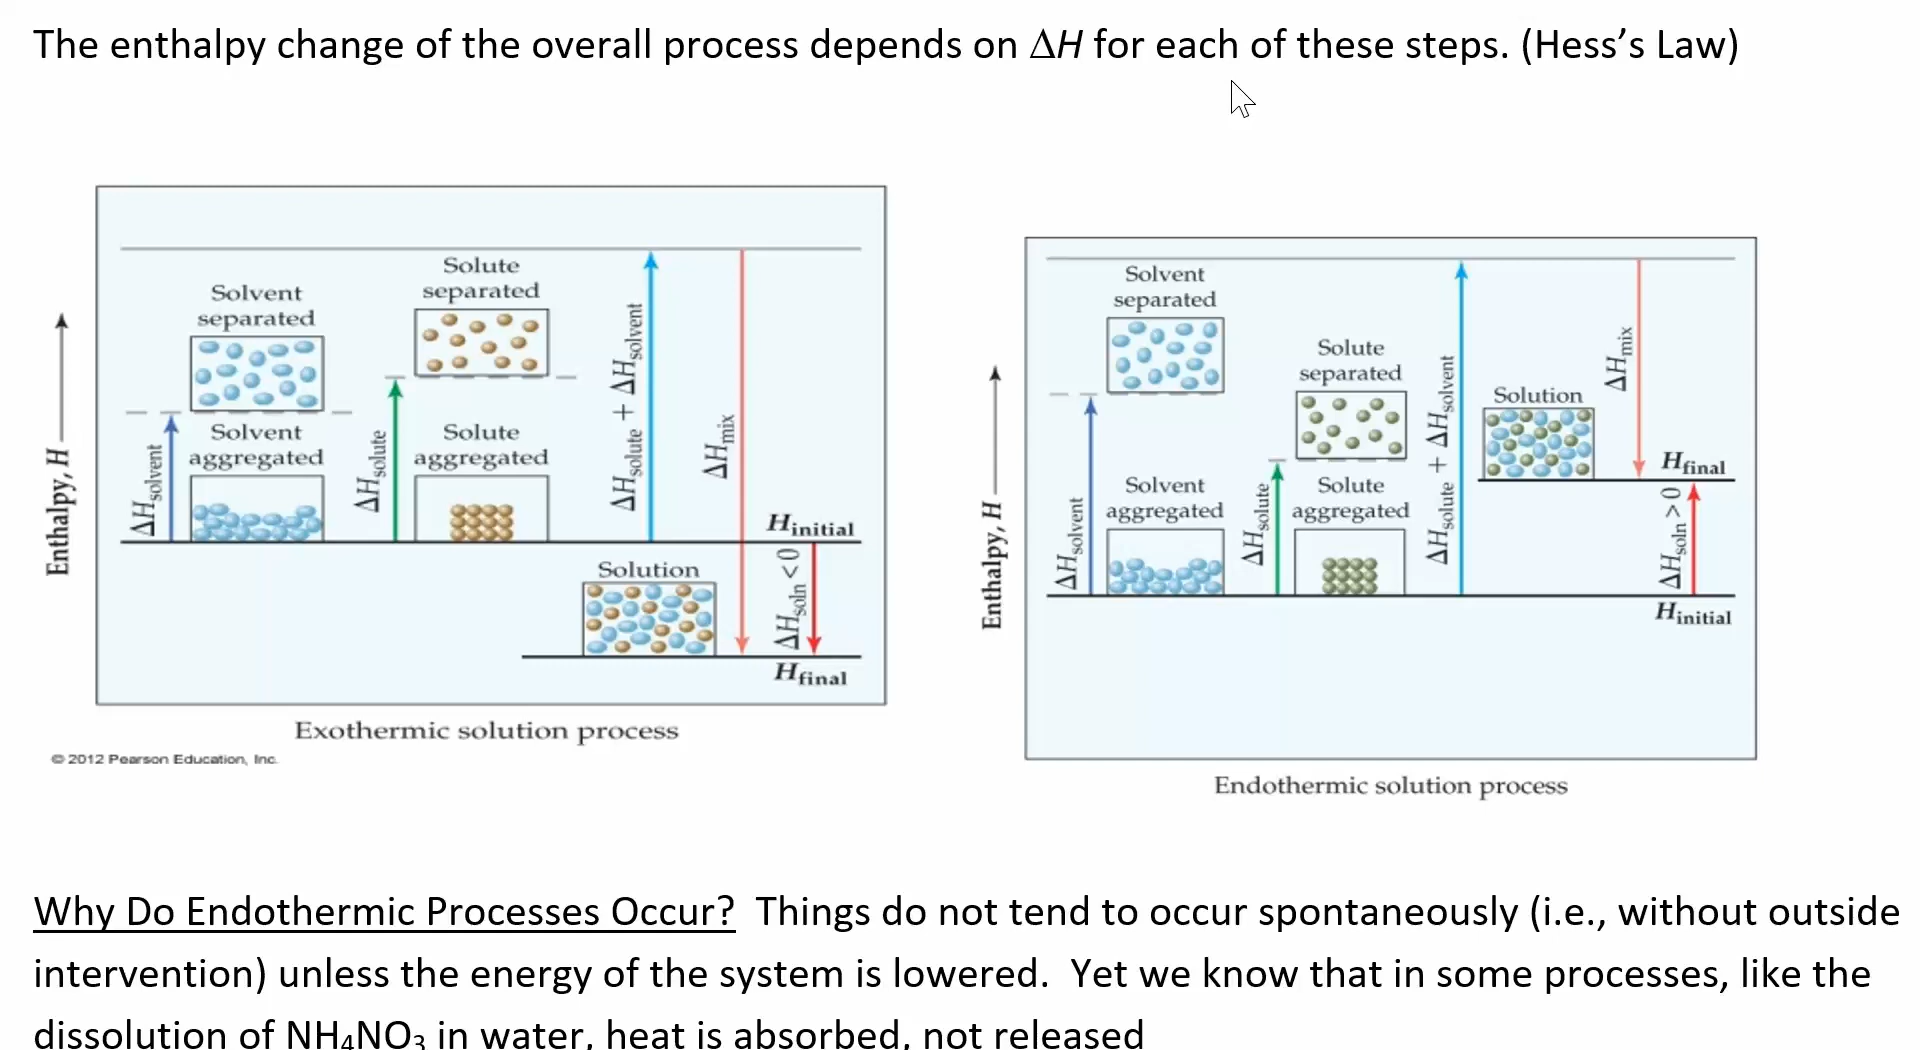 The enthalpy change of the overall process depends on ΔH for each of these steps. (Hess’s Law)
Enthalpy, H
Solvent
separated
Solute
separated
ΔHsolvent
Solvent
aggregated
ΔHsolute
Solute
aggregated
ΔHsolute + ΔHsolvent
ΔHmix
Hinitial
Solution
ΔHsoln < 0
Hfinal
Exothermic solution process
© 2012 Pearson Education, Inc.
Enthalpy, H
Solvent
separated
Solute
separated
ΔHsolvent
Solvent
aggregated
ΔHsolute
Solute
aggregated
ΔHsolute + ΔHsolvent
Solution
ΔHmix
Hfinal
ΔHsoln > 0
Hinitial
Endothermic solution process
Why Do Endothermic Processes Occur? Things do not tend to occur spontaneously (i.e., without outside
intervention) unless the energy of the system is lowered. Yet we know that in some processes, like the
dissolution of NH₄NO₃ in water, heat is absorbed, not released